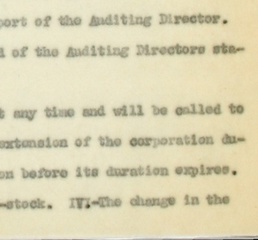 port of the Auditing Director.
d of the Auditing Directors sta-
t any time and will be called to
extension of the corporation du-
on before its duration expires.
-stock. IV.-The change in the